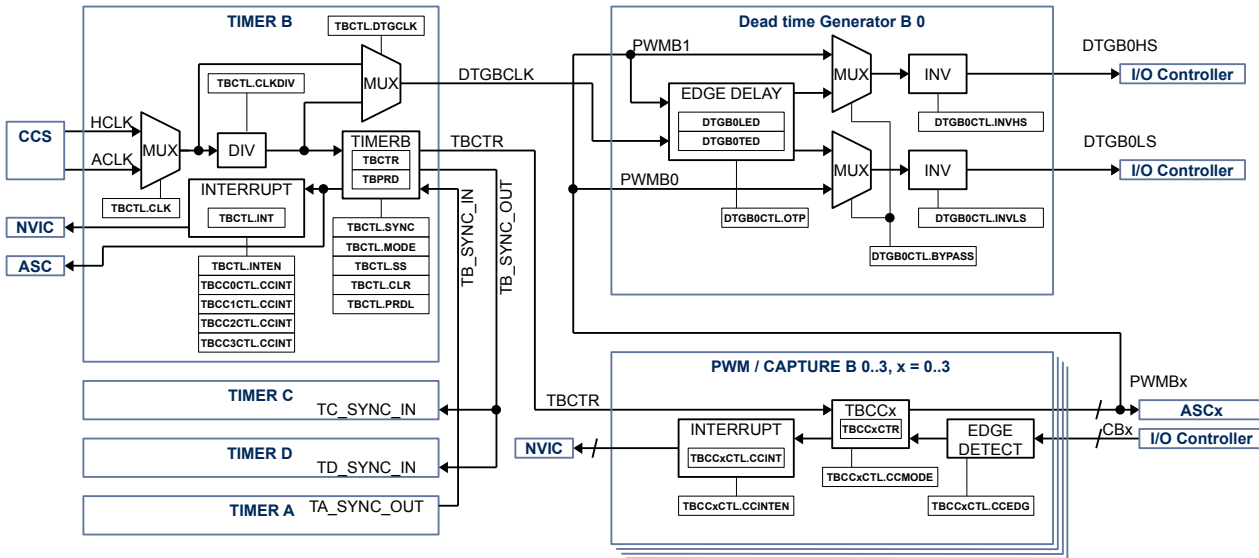 TIMER B
TBCTL.DTGCLK
MUX
TBCTL.CLKDIV
CCS
HCLK
ACLK
MUX
DIV
TIMERB
TBCTR
TBPRD
TBCTL.CLK
INTERRUPT
TBCTL.INT
NVIC
ASC
TBCTL.INTEN
TBCC0CTL.CCINT
TBCC1CTL.CCINT
TBCC2CTL.CCINT
TBCC3CTL.CCINT
TBCTL.SYNC
TBCTL.MODE
TBCTL.SS
TBCTL.CLR
TBCTL.PRDL
DTGBCLK
TBCTR
TB_SYNC_IN
TB_SYNC_OUT
TIMER C
TC_SYNC_IN
TIMER D
TD_SYNC_IN
TIMER A
TA_SYNC_OUT
Dead time Generator B 0
PWMB1
EDGE DELAY
DTGB0LED
DTGB0TED
PWMB0
DTGB0CTL.OTP
MUX
INV
DTGB0CTL.INVHS
MUX
INV
DTGB0CTL.INVLS
DTGB0CTL.BYPASS
DTGB0HS
I/O Controller
DTGB0LS
I/O Controller
PWM / CAPTURE B 0..3, x = 0..3
TBCTR
TBCCx
TBCCxCTR
INTERRUPT
TBCCxCTL.CCINT
EDGE
DETECT
NVIC
TBCCxCTL.CCMODE
TBCCxCTL.CCINTEN
TBCCxCTL.CCEDG
PWMBx
ASCx
CBx
I/O Controller